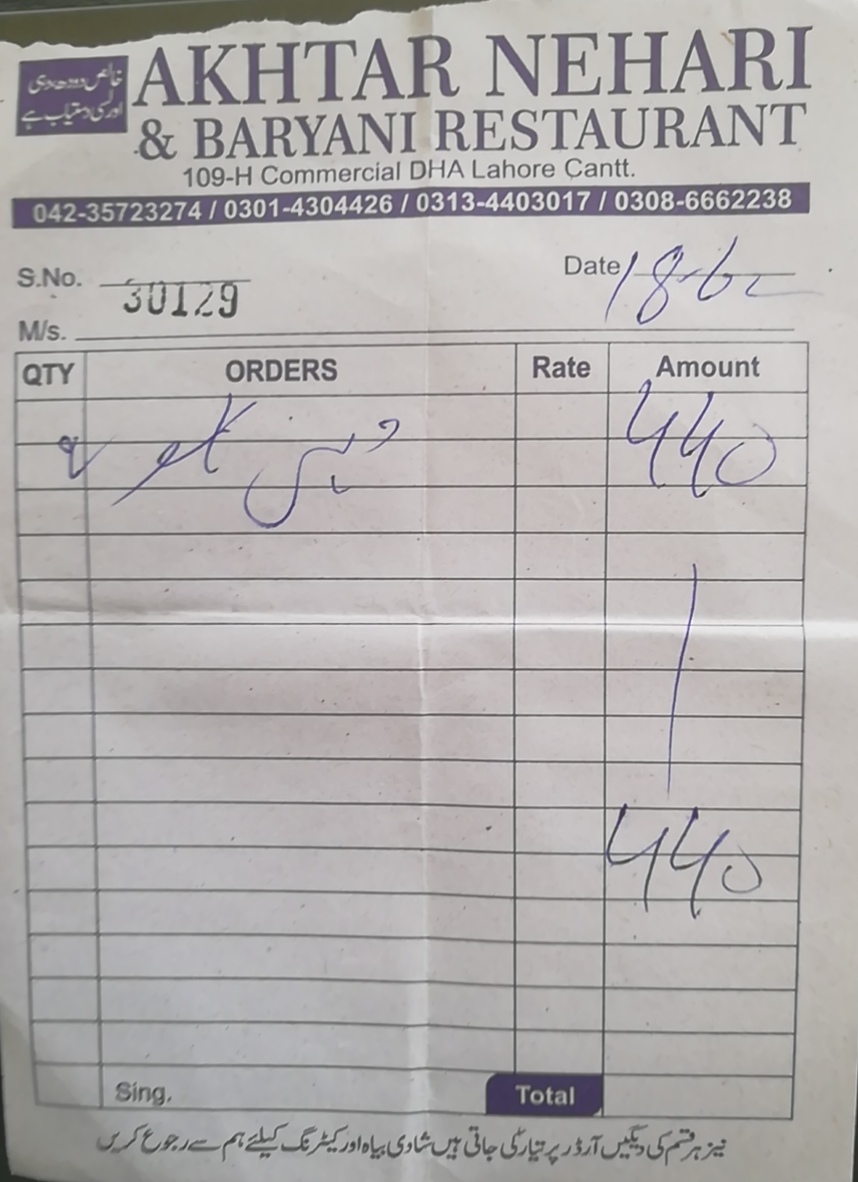 خالص دودھ دہی
اور لسی دستیاب ہے
AKHTAR NEHARI
& BARYANI RESTAURANT
109-H Commercial DHA Lahore Cantt.
042-35723274 / 0301-4304426 / 0313-4403017 / 0308-6662238
S.No. 30129
Date 18-6
M/s.
QTY ORDERS Rate Amount
440
440
Sing. Total
نیز ہر قسم کی دیگیں آرڈر پر تیار کی جاتی ہیں شادی بیاہ اور کیٹرنگ کیلئے ہم سے رجوع کریں